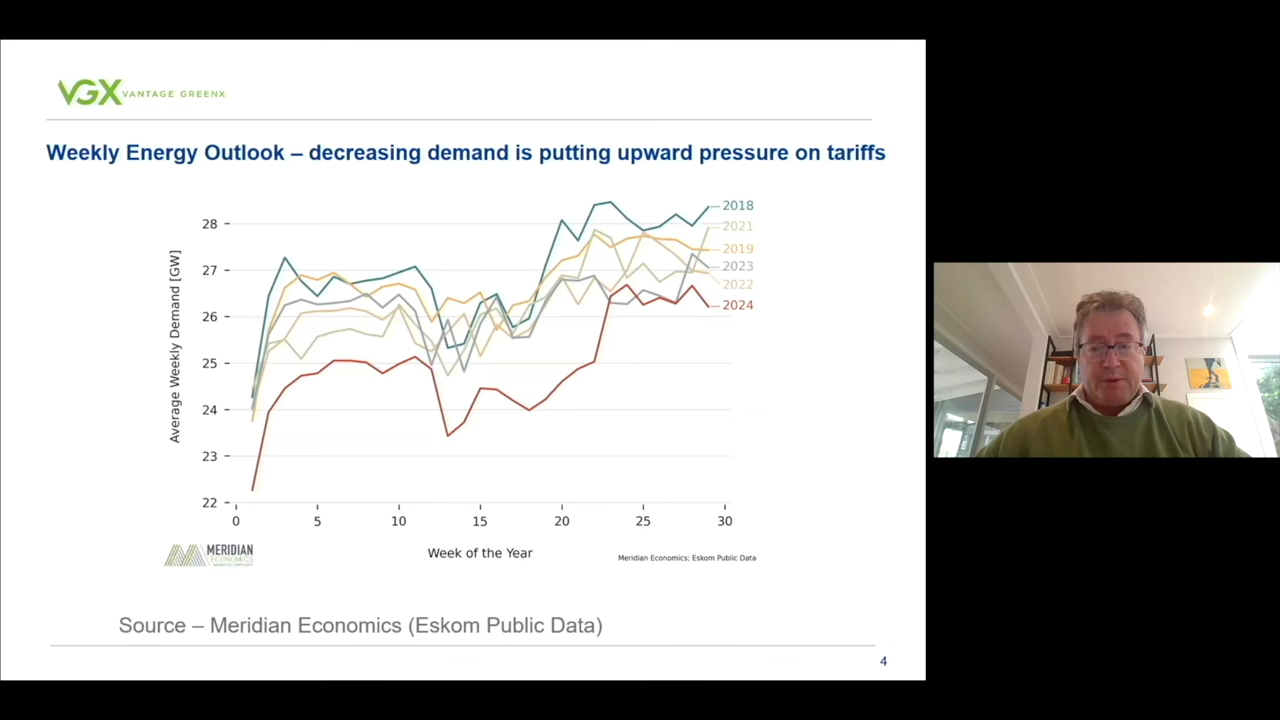 VGX VANTAGE GREENX
Weekly Energy Outlook – decreasing demand is putting upward pressure on tariffs
Average Weekly Demand [GW]
28
27
26
25
24
23
22
0 5 10 15 20 25 30
2018
2021
2019
2023
2022
2024
Week of the Year
MERIDIAN
ECONOMICS
Meridian Economics; Eskom Public Data
Source – Meridian Economics (Eskom Public Data)
4